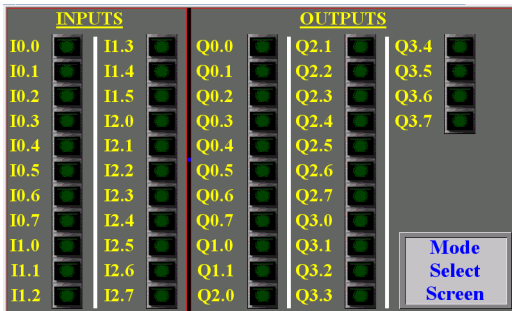 INPUTS
I0.0
I0.1
I0.2
I0.3
I0.4
I0.5
I0.6
I0.7
I1.0
I1.1
I1.2
I1.3
I1.4
I1.5
I2.0
I2.1
I2.2
I2.3
I2.4
I2.5
I2.6
I2.7
OUTPUTS
Q0.0
Q0.1
Q0.2
Q0.3
Q0.4
Q0.5
Q0.6
Q0.7
Q1.0
Q1.1
Q2.0
Q2.1
Q2.2
Q2.3
Q2.4
Q2.5
Q2.6
Q2.7
Q3.0
Q3.1
Q3.2
Q3.3
Q3.4
Q3.5
Q3.6
Q3.7
Mode
Select
Screen